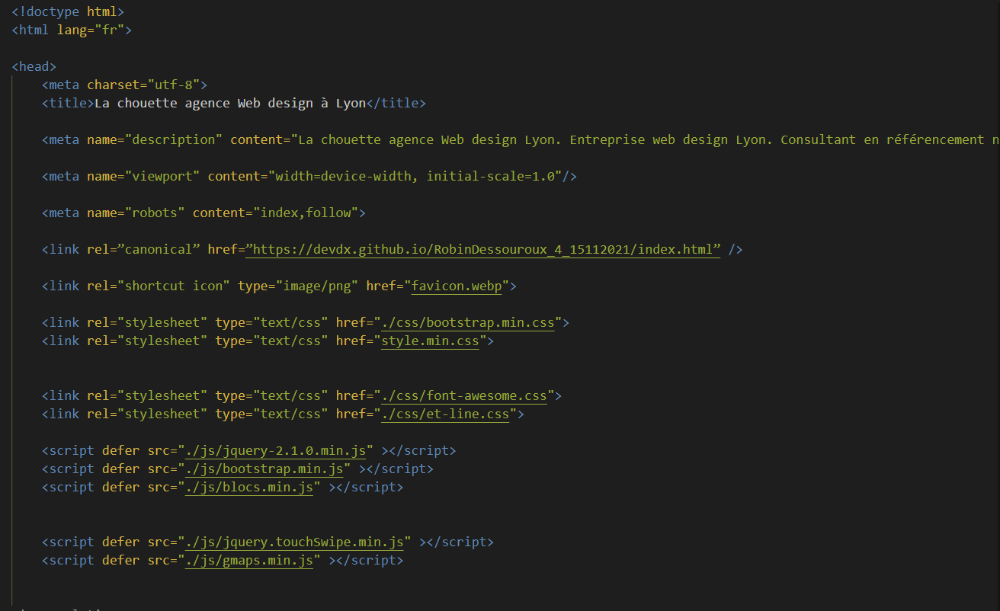 <!doctype html>
<html lang="fr">
<head>
<meta charset="utf-8">
<title>La chouette agence Web design à Lyon</title>
<meta name="description" content="La chouette agence Web design Lyon. Entreprise web design Lyon. Consultant en référencement n
<meta name="viewport" content="width=device-width, initial-scale=1.0"/>
<meta name="robots" content="index,follow">
<link rel=”canonical” href=”https://devdx.github.io/RobinDessouroux_4_15112021/index.html” />
<link rel="shortcut icon" type="image/png" href="favicon.webp">
<link rel="stylesheet" type="text/css" href="./css/bootstrap.min.css">
<link rel="stylesheet" type="text/css" href="style.min.css">
<link rel="stylesheet" type="text/css" href="./css/font-awesome.css">
<link rel="stylesheet" type="text/css" href="./css/et-line.css">
<script defer src="./js/jquery-2.1.0.min.js" ></script>
<script defer src="./js/bootstrap.min.js" ></script>
<script defer src="./js/blocs.min.js" ></script>
<script defer src="./js/jquery.touchSwipe.min.js" ></script>
<script defer src="./js/gmaps.min.js" ></script>